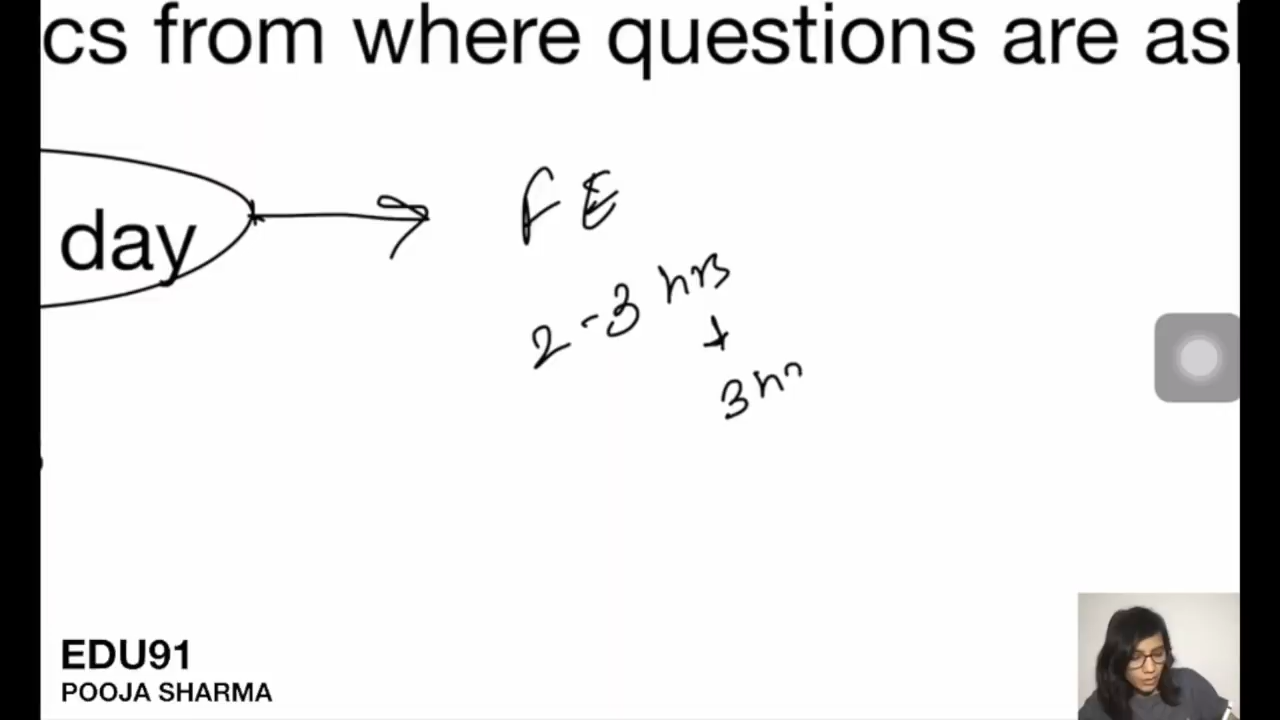 cs from where questions are as
day
FE
2-3 hrs
+
3 hr
EDU91
POOJA SHARMA